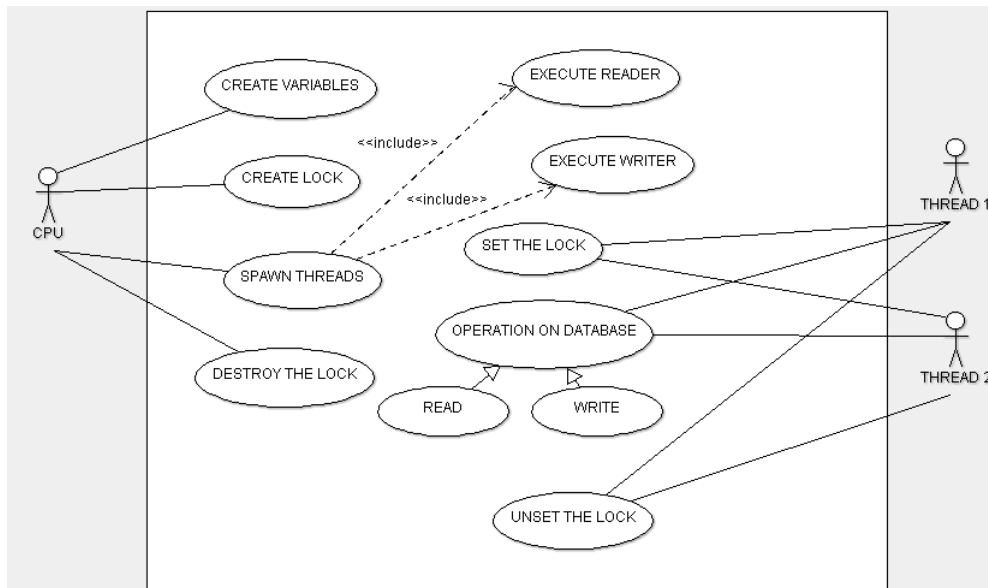 CREATE VARIABLES
EXECUTE READER
<<include>>
EXECUTE WRITER
CREATE LOCK
<<include>>
CPU
THREAD 1
SET THE LOCK
SPAWN THREADS
OPERATION ON DATABASE
DESTROY THE LOCK
THREAD 2
READ
WRITE
UNSET THE LOCK